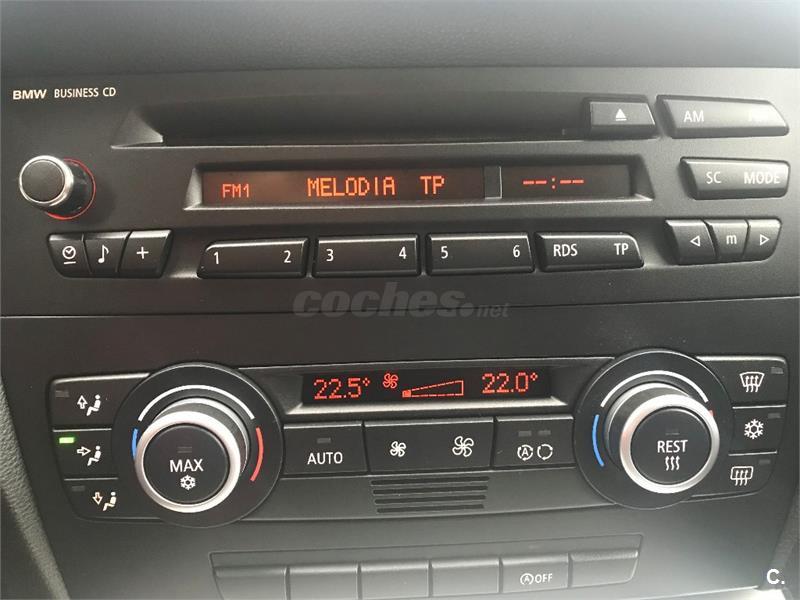 BMW BUSINESS CD
AM
FM1 MELODIA TP --:--
SC MODE
1 2 3 4 5 6 RDS TP m
coches.net
22.5° 22.0°
MAX AUTO A REST
A OFF
C.